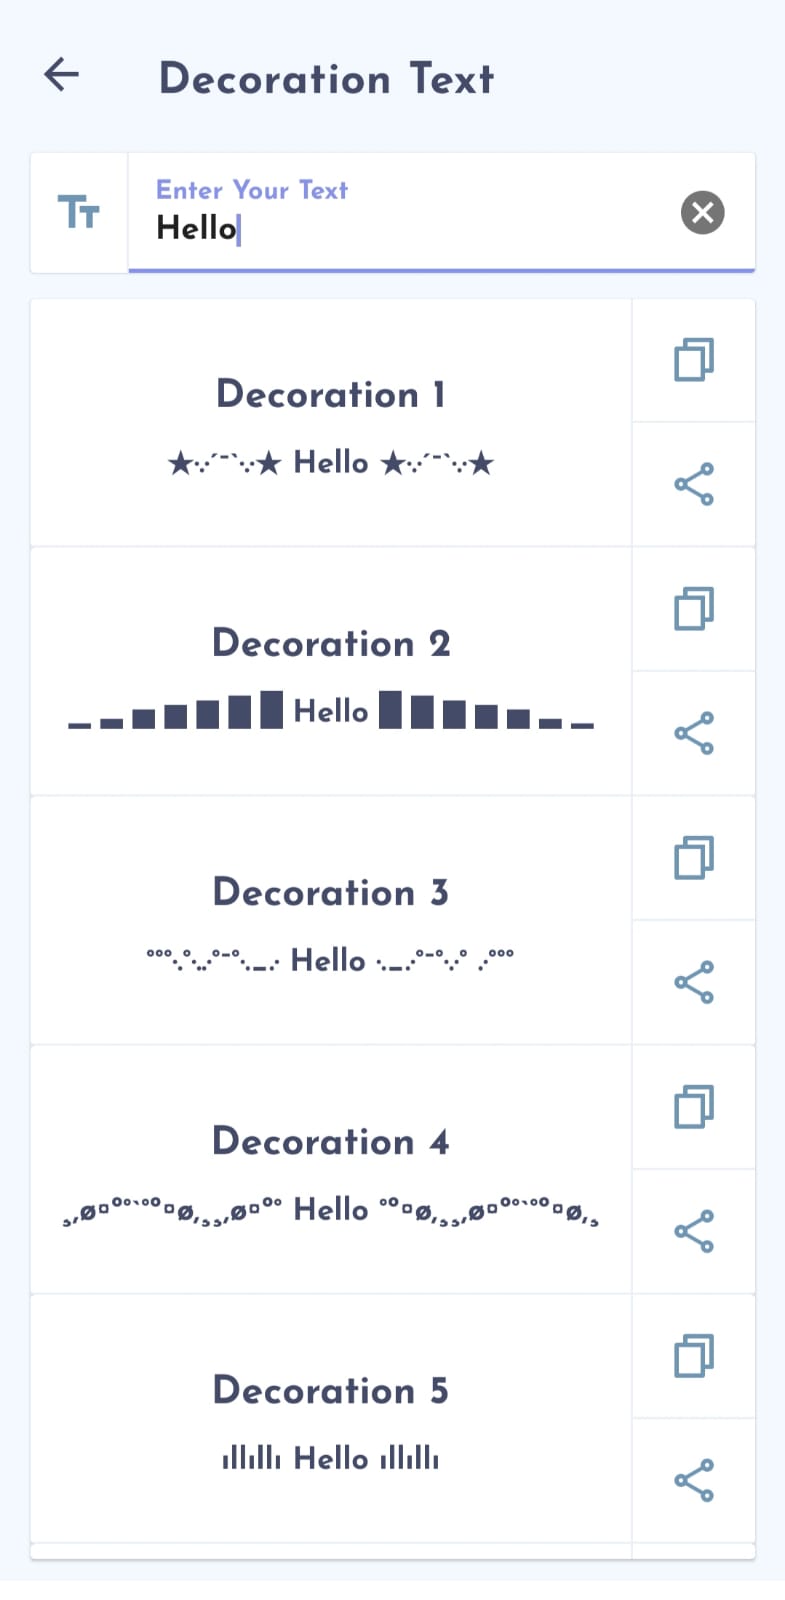 Decoration Text
Enter Your Text
Hello
Decoration 1
★·.·´¯`·.·★ Hello ★·.·´¯`·.·★
Decoration 2
▁ ▂ ▄ ▅ ▆ ▇ █ Hello █ ▇ ▆ ▅ ▄ ▂ ▁
Decoration 3
°°°·.°·..·°¯°·._.· Hello ·._.·°¯°·.·° .·°°°
Decoration 4
¸,ø¤º°`°º¤ø,¸¸,ø¤º° Hello °º¤ø,¸¸,ø¤º°`°º¤ø,¸
Decoration 5
ıllıllı Hello ıllıllı